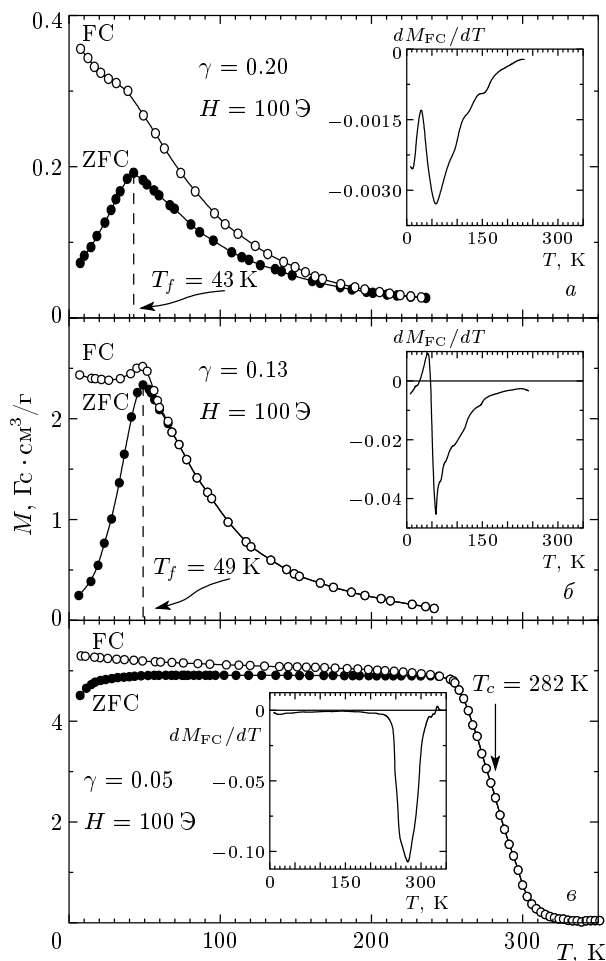 0.4
FC
γ = 0.20
H = 100 Э
0.2
ZFC
T_f = 43 K
0
dM_FC/dT
0
−0.0015
−0.0030
0 150 300
T, K
а
FC
γ = 0.13
ZFC
H = 100 Э
2
1
T_f = 49 K
0
M, Гс · см³/г
dM_FC/dT
0
−0.02
−0.04
0 150 300
T, K
б
FC
ZFC
T_c = 282 K
4
γ = 0.05
H = 100 Э
2
dM_FC/dT
0
−0.05
−0.10
0 150 300
T, K
в
0 100 200 300
T, K